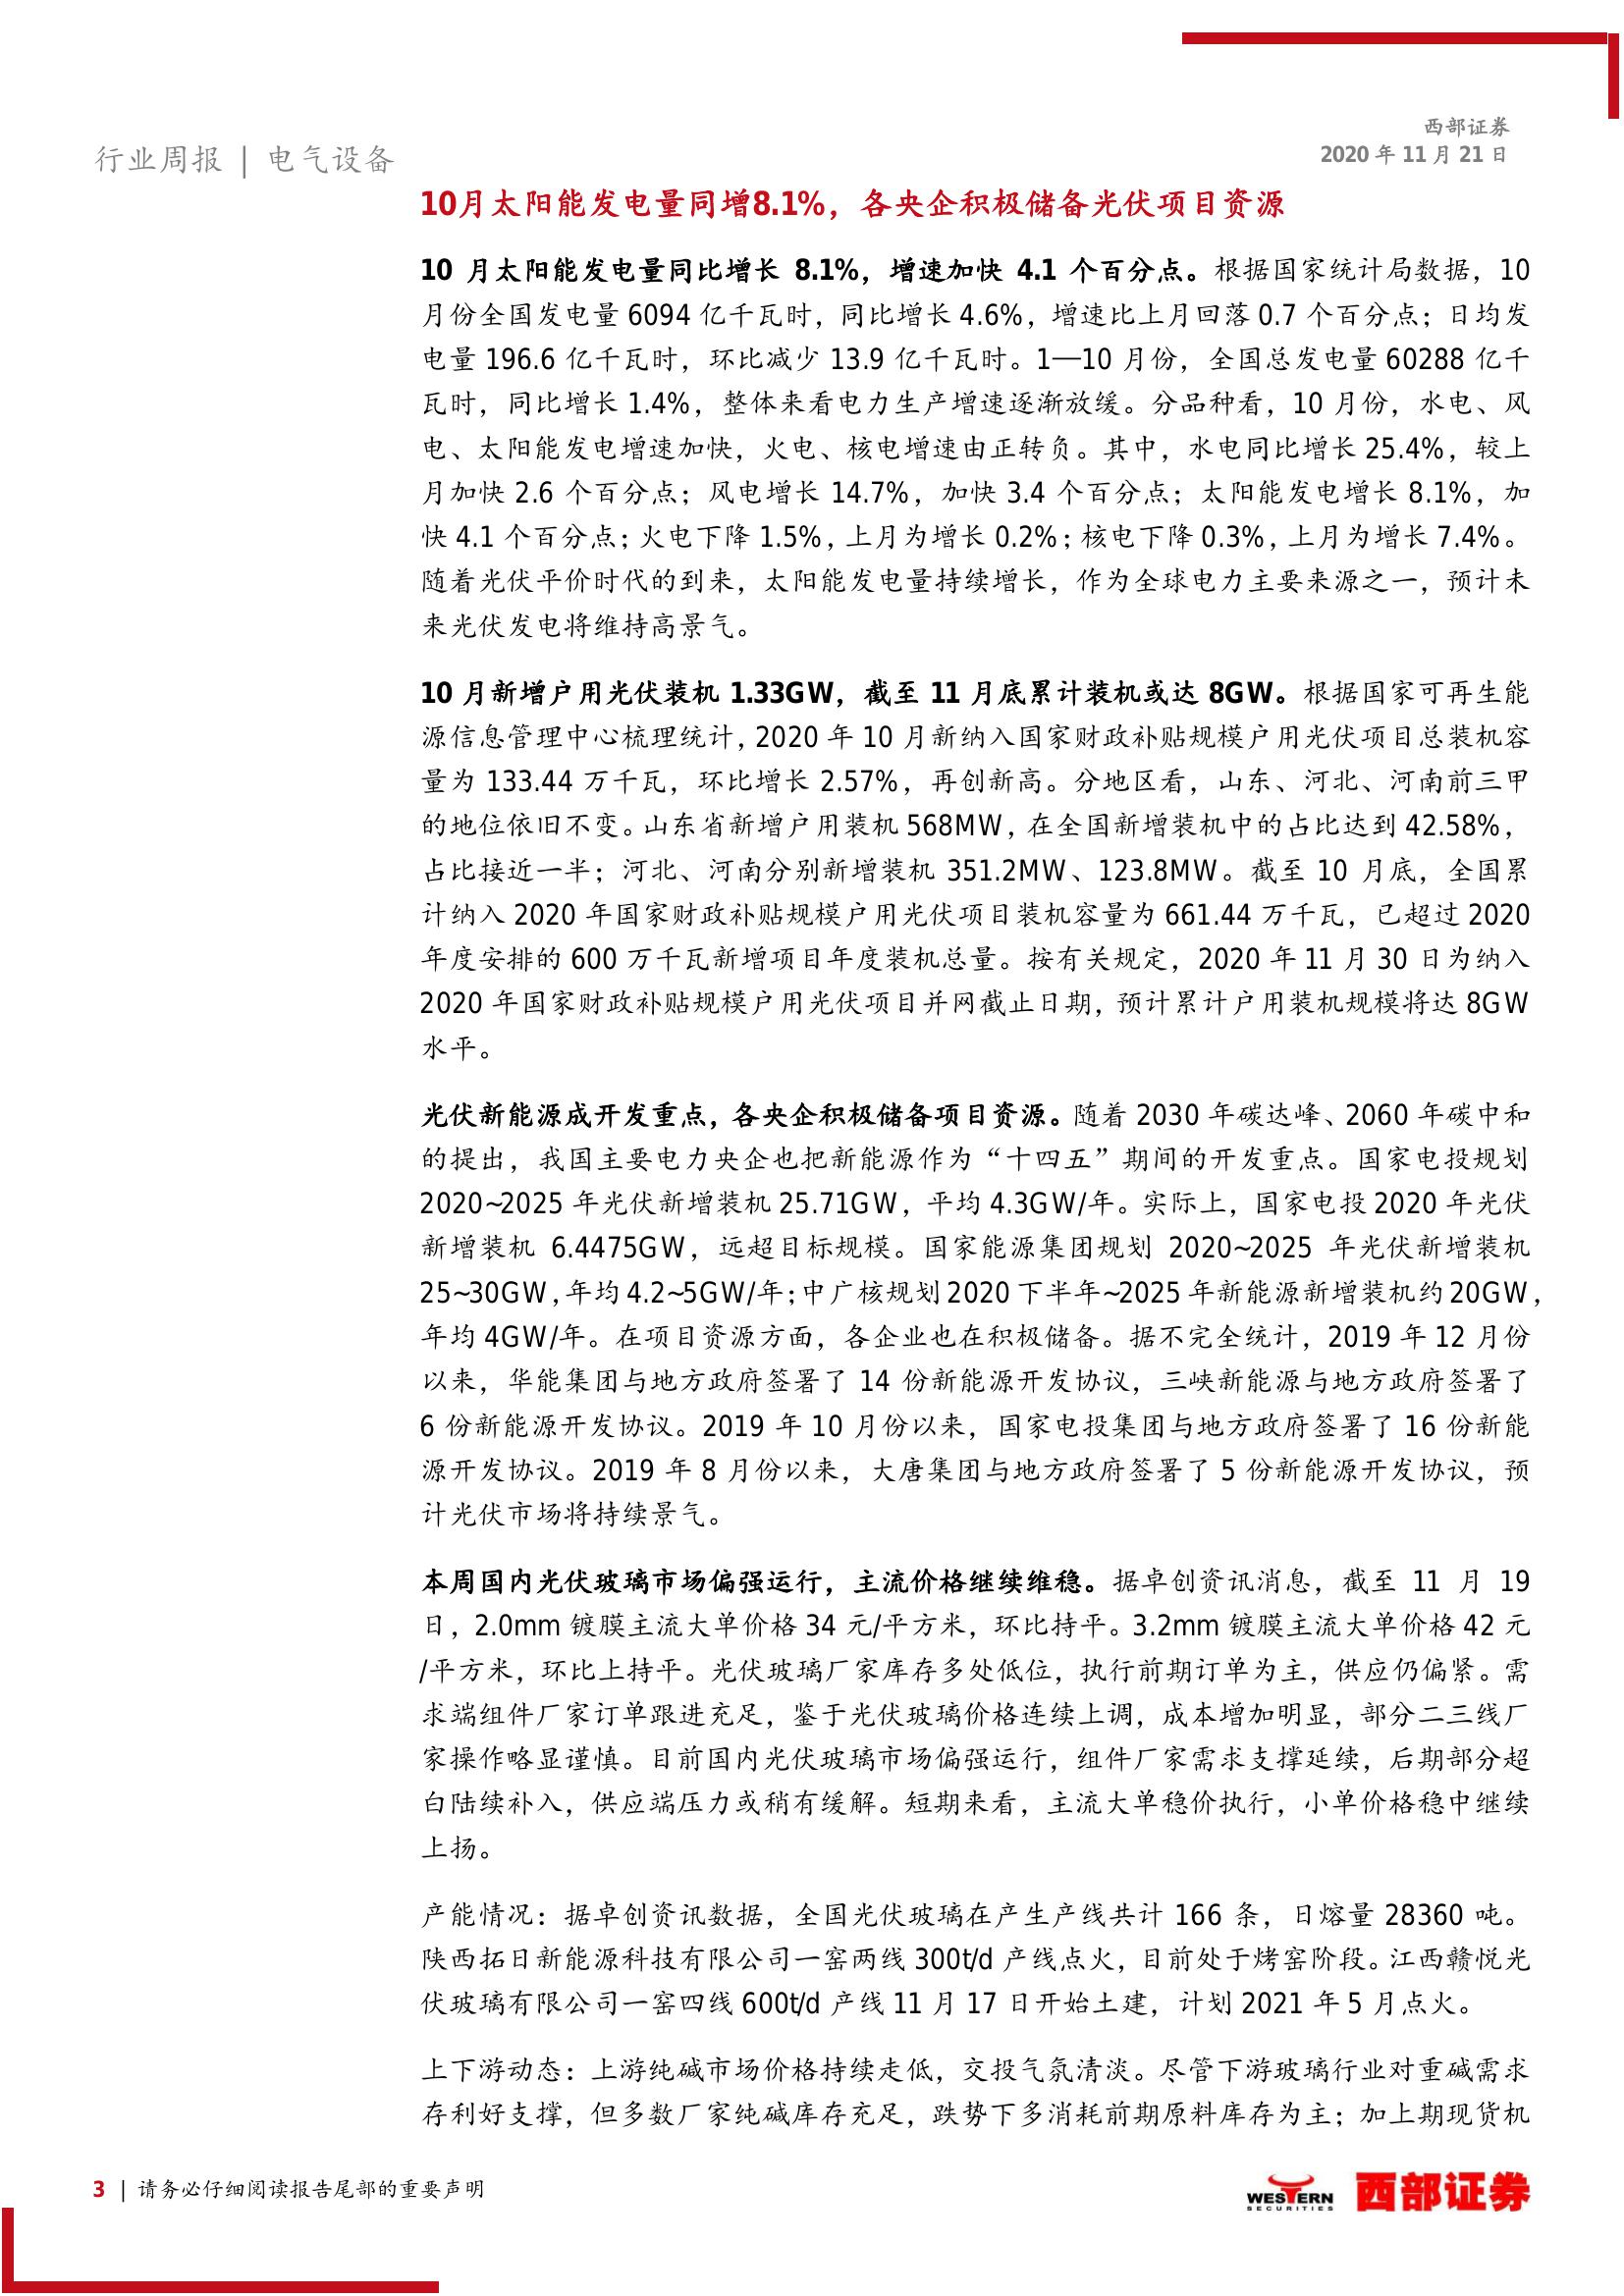 西部证券
2020 年 11 月 21 日
行业周报 | 电气设备
10月太阳能发电量同增8.1%，各央企积极储备光伏项目资源
10 月太阳能发电量同比增长 8.1%，增速加快 4.1 个百分点。根据国家统计局数据，10
月份全国发电量 6094 亿千瓦时，同比增长 4.6%，增速比上月回落 0.7 个百分点；日均发
电量 196.6 亿千瓦时，环比减少 13.9 亿千瓦时。1—10 月份，全国总发电量 60288 亿千
瓦时，同比增长 1.4%，整体来看电力生产增速逐渐放缓。分品种看，10 月份，水电、风
电、太阳能发电增速加快，火电、核电增速由正转负。其中，水电同比增长 25.4%，较上
月加快 2.6 个百分点；风电增长 14.7%，加快 3.4 个百分点；太阳能发电增长 8.1%，加
快 4.1 个百分点；火电下降 1.5%，上月为增长 0.2%；核电下降 0.3%，上月为增长 7.4%。
随着光伏平价时代的到来，太阳能发电量持续增长，作为全球电力主要来源之一，预计未
来光伏发电将维持高景气。
10 月新增户用光伏装机 1.33GW，截至 11 月底累计装机或达 8GW。根据国家可再生能
源信息管理中心梳理统计，2020 年 10 月新纳入国家财政补贴规模户用光伏项目总装机容
量为 133.44 万千瓦，环比增长 2.57%，再创新高。分地区看，山东、河北、河南前三甲
的地位依旧不变。山东省新增户用装机 568MW，在全国新增装机中的占比达到 42.58%，
占比接近一半；河北、河南分别新增装机 351.2MW、123.8MW。截至 10 月底，全国累
计纳入 2020 年国家财政补贴规模户用光伏项目装机容量为 661.44 万千瓦，已超过 2020
年度安排的 600 万千瓦新增项目年度装机总量。按有关规定，2020 年 11 月 30 日为纳入
2020 年国家财政补贴规模户用光伏项目并网截止日期，预计累计户用装机规模将达 8GW
水平。
光伏新能源成开发重点，各央企积极储备项目资源。随着 2030 年碳达峰、2060 年碳中和
的提出，我国主要电力央企也把新能源作为“十四五”期间的开发重点。国家电投规划
2020~2025 年光伏新增装机 25.71GW，平均 4.3GW/年。实际上，国家电投 2020 年光伏
新增装机 6.4475GW，远超目标规模。国家能源集团规划 2020~2025 年光伏新增装机
25~30GW，年均 4.2~5GW/年；中广核规划 2020 下半年~2025 年新能源新增装机约 20GW，
年均 4GW/年。在项目资源方面，各企业也在积极储备。据不完全统计，2019 年 12 月份
以来，华能集团与地方政府签署了 14 份新能源开发协议，三峡新能源与地方政府签署了
6 份新能源开发协议。2019 年 10 月份以来，国家电投集团与地方政府签署了 16 份新能
源开发协议。2019 年 8 月份以来，大唐集团与地方政府签署了 5 份新能源开发协议，预
计光伏市场将持续景气。
本周国内光伏玻璃市场偏强运行，主流价格继续维稳。据卓创资讯消息，截至 11 月 19
日，2.0mm 镀膜主流大单价格 34 元/平方米，环比持平。3.2mm 镀膜主流大单价格 42 元
/平方米，环比上持平。光伏玻璃厂家库存多处低位，执行前期订单为主，供应仍偏紧。需
求端组件厂家订单跟进充足，鉴于光伏玻璃价格连续上调，成本增加明显，部分二三线厂
家操作略显谨慎。目前国内光伏玻璃市场偏强运行，组件厂家需求支撑延续，后期部分超
白陆续补入，供应端压力或稍有缓解。短期来看，主流大单稳价执行，小单价格稳中继续
上扬。
产能情况：据卓创资讯数据，全国光伏玻璃在产生产线共计 166 条，日熔量 28360 吨。
陕西拓日新能源科技有限公司一窑两线 300t/d 产线点火，目前处于烤窑阶段。江西赣悦光
伏玻璃有限公司一窑四线 600t/d 产线 11 月 17 日开始土建，计划 2021 年 5 月点火。
上下游动态：上游纯碱市场价格持续走低，交投气氛清淡。尽管下游玻璃行业对重碱需求
存利好支撑，但多数厂家纯碱库存充足，跌势下多消耗前期原料库存为主；加上期现货机
3 | 请务必仔细阅读报告尾部的重要声明
WESTERN
SECURITIES
西部证券